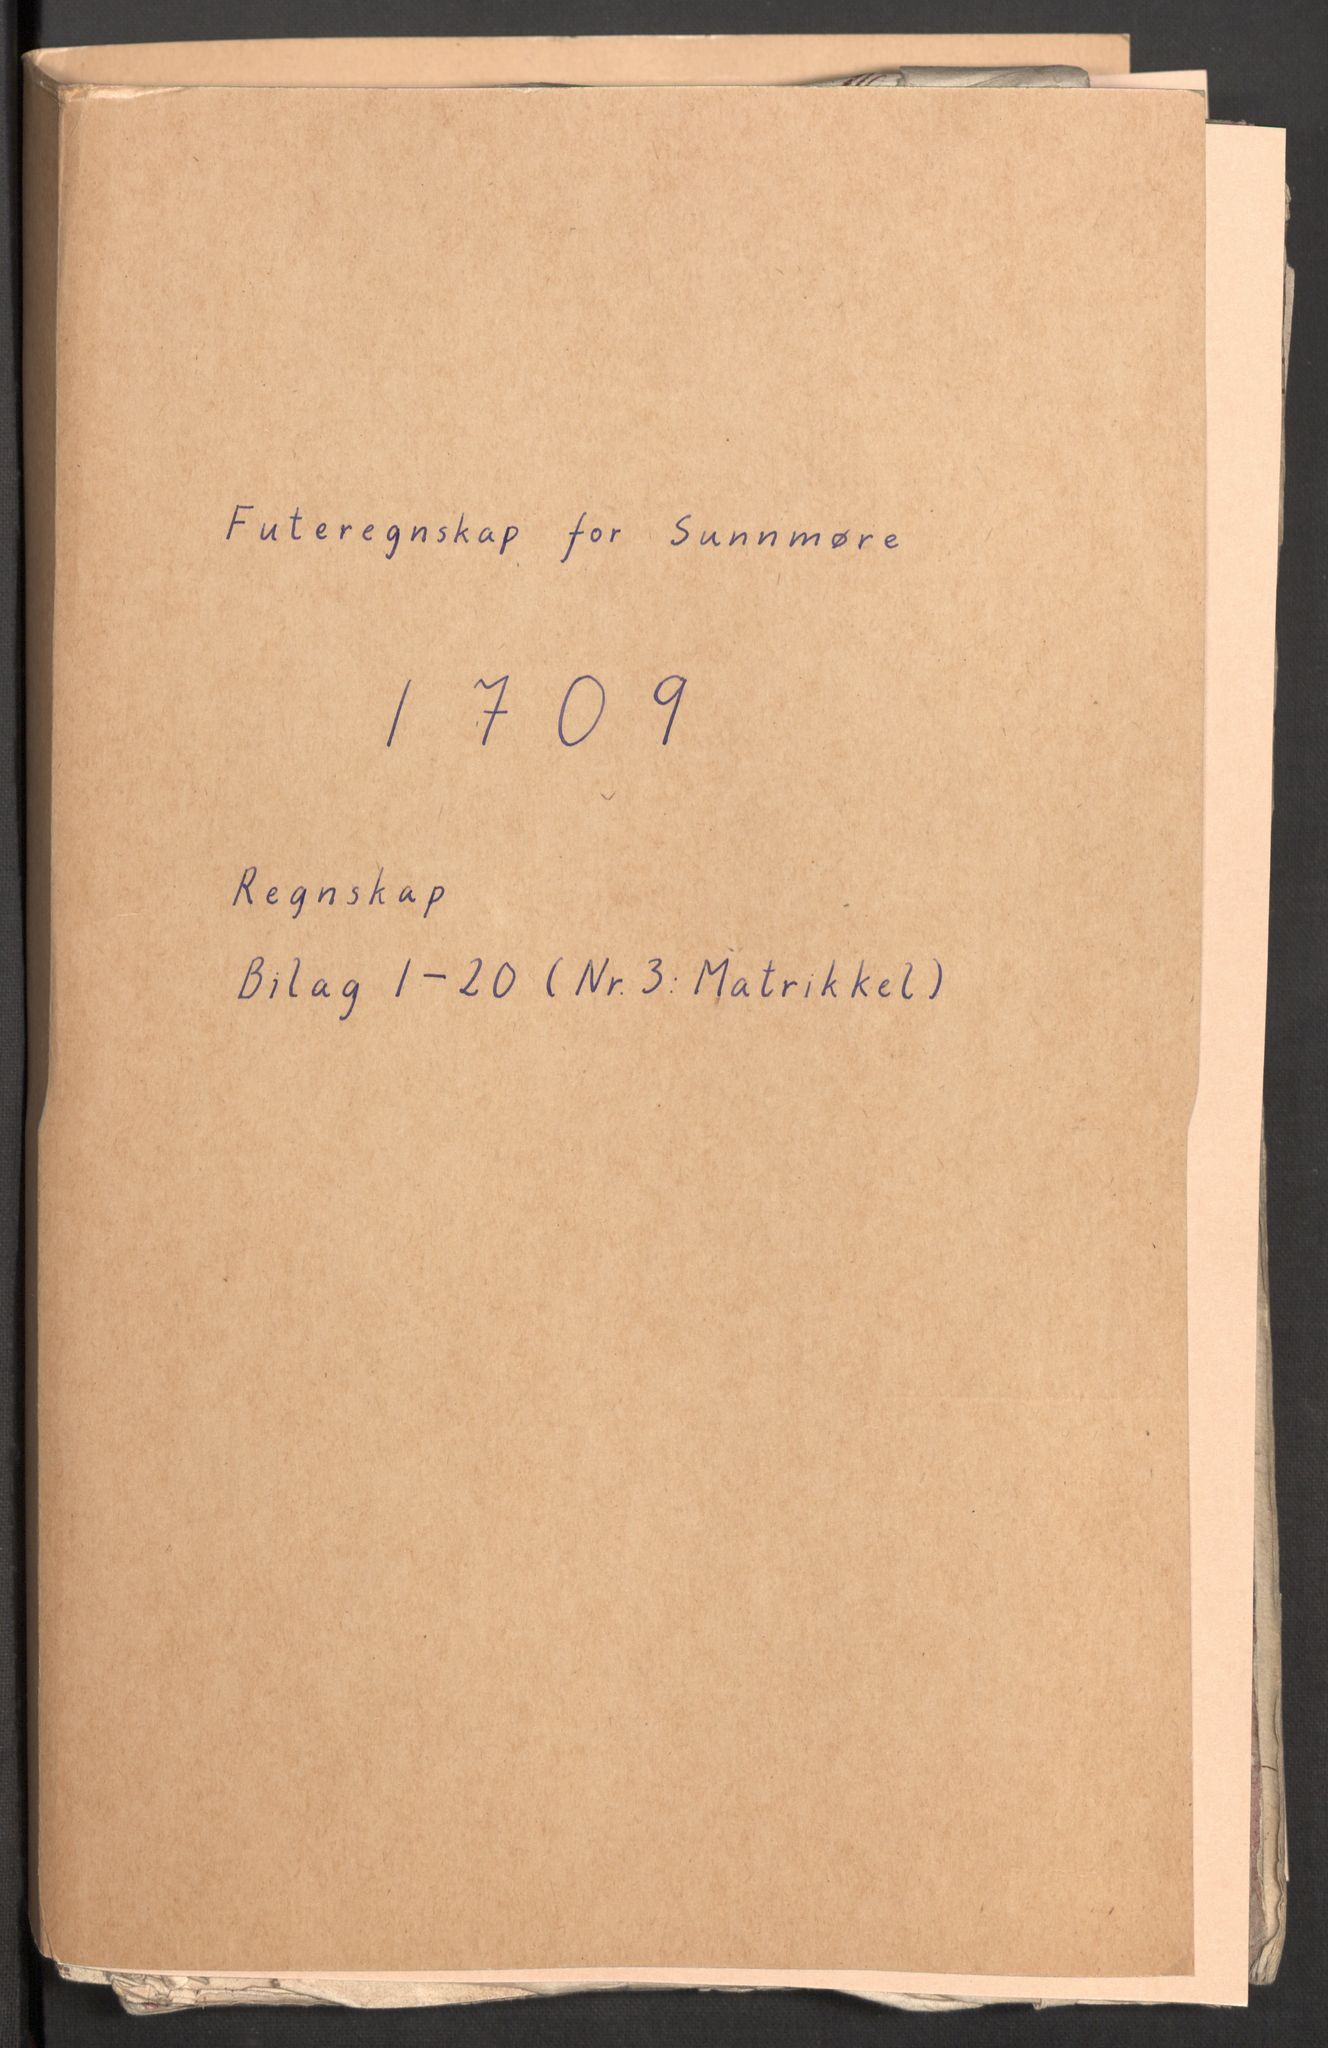 Futeregnskap for Sunnmøre
1709
Regnskap
Bilag 1-20 (Nr. 3: Matrikkel)